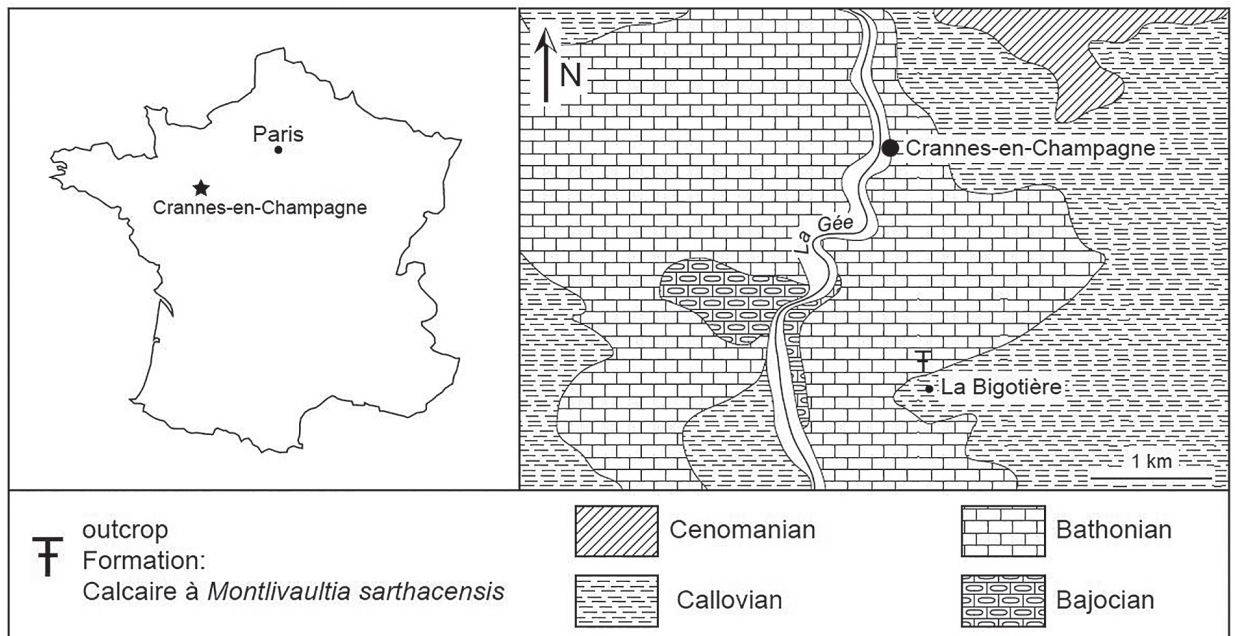 Paris
Crannes-en-Champagne
N
Crannes-en-Champagne
La Gée
La Bigotière
1 km
outcrop
Formation:
Calcaire à Montlivaultia sarthacensis
Cenomanian
Callovian
Bathonian
Bajocian